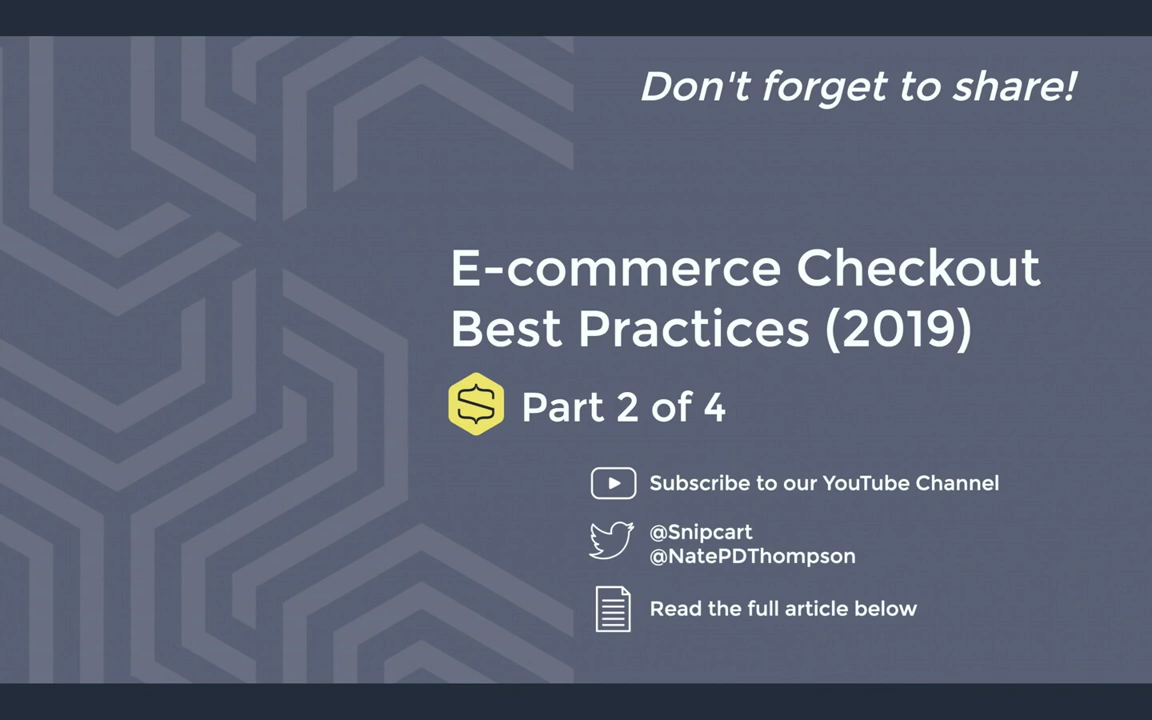 Don't forget to share!
E-commerce Checkout
Best Practices (2019)
Part 2 of 4
Subscribe to our YouTube Channel
@Snipcart
@NatePDThompson
Read the full article below